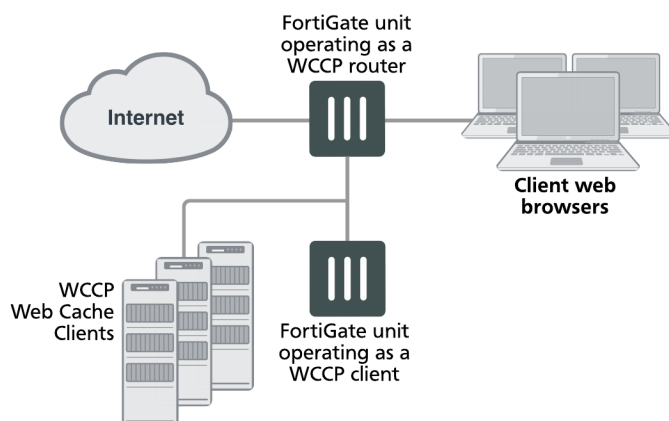 FortiGate unit
operating as a
WCCP router
Internet
Client web
browsers
WCCP
Web Cache
Clients
FortiGate unit
operating as a
WCCP client